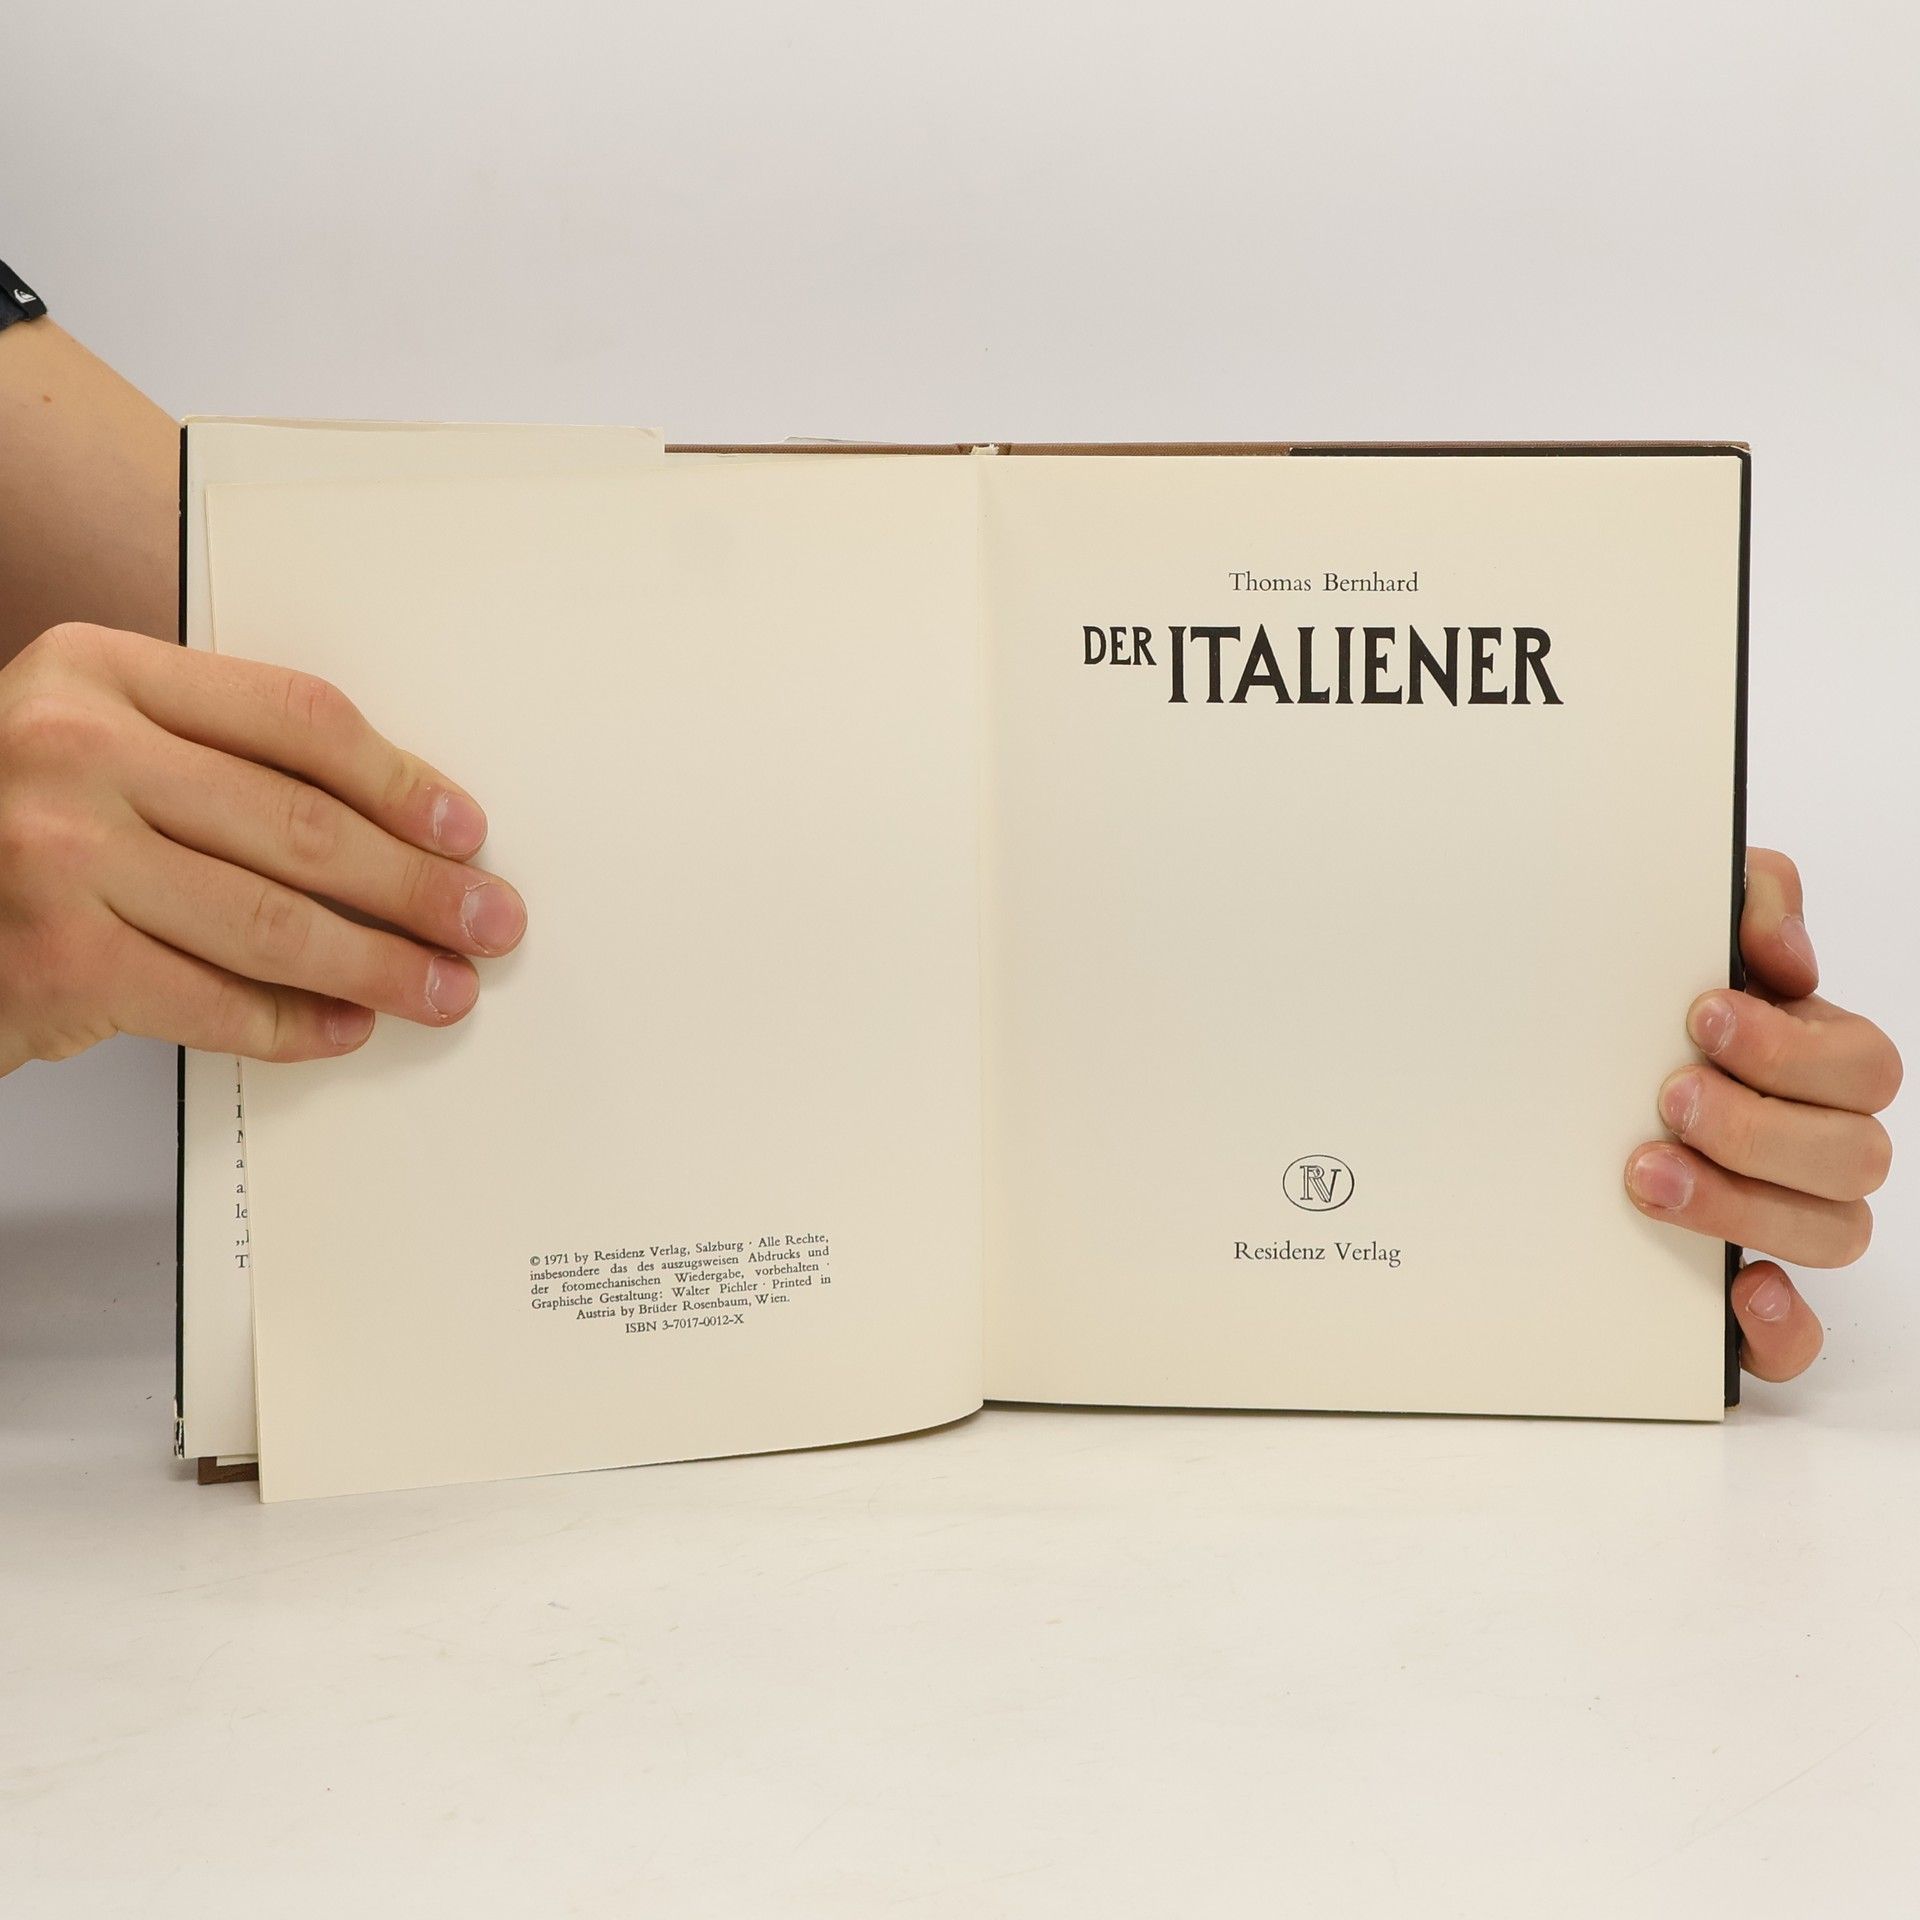 © 1971 by Residenz Verlag, Salzburg · Alle Rechte,
insbesondere das des auszugsweisen Abdrucks und
der fotomechanischen Wiedergabe, vorbehalten ·
Graphische Gestaltung: Walter Pichler · Printed in
Austria by Brüder Rosenbaum, Wien.
ISBN 3-7017-0012-X
Thomas Bernhard
DER ITALIENER
RV
Residenz Verlag